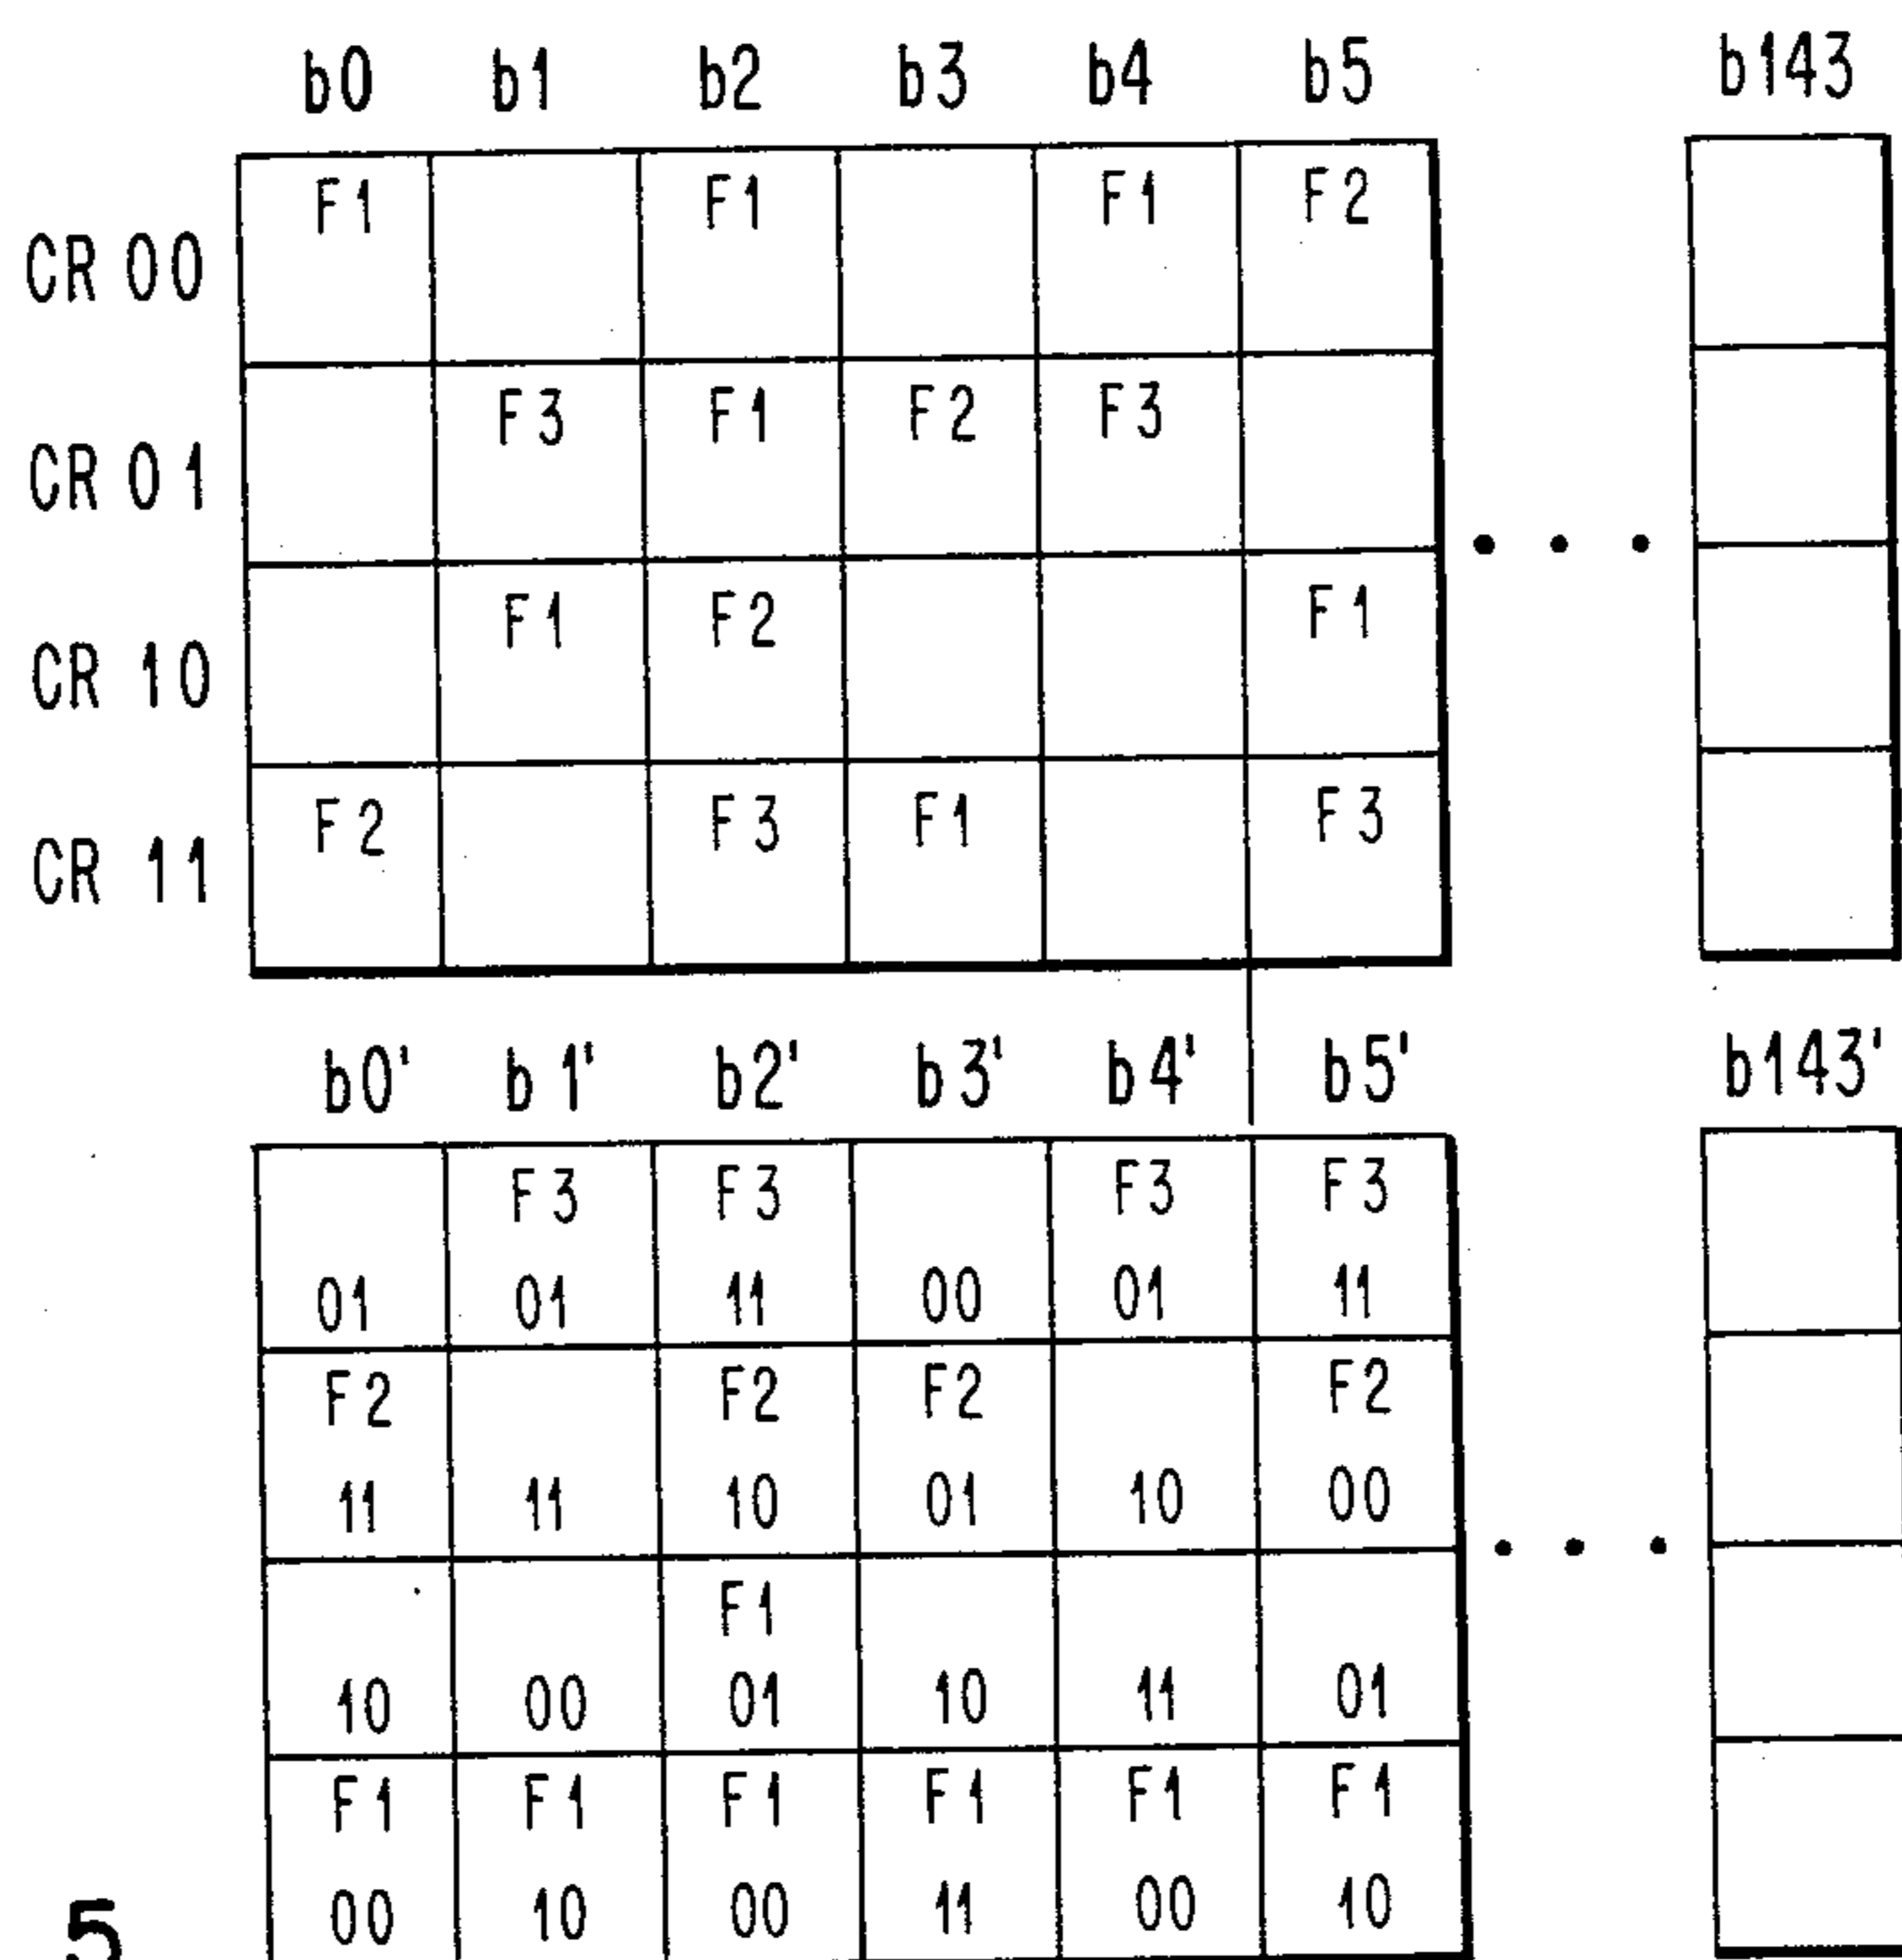 b0 b1 b2 b3 b4 b5 b143
CR 00 F1 F1 F1 F2
CR 01 F3 F1 F2 F3
CR 10 F1 F2 F1
CR 11 F2 F3 F1 F3
b0' b1' b2' b3' b4' b5' b143'
F3 F3 F3 F3
01 01 11 00 01 11
F2 F2 F2 F2
11 11 10 01 10 00
F1
10 00 01 10 11 01
F1 F1 F1 F1 F1 F1
00 10 00 11 00 10
5